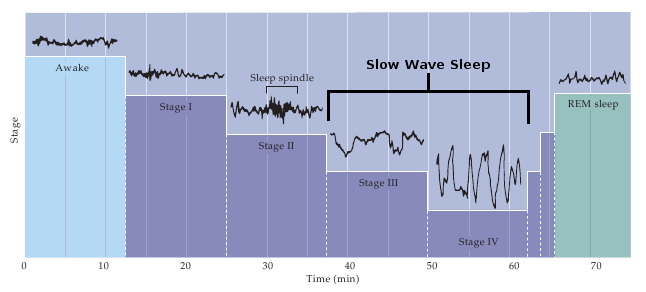 Slow Wave Sleep
Awake
Sleep spindle
Stage I
REM sleep
Stage II
Stage III
Stage IV
Stage
0 10 20 30 40 50 60 70
Time (min)